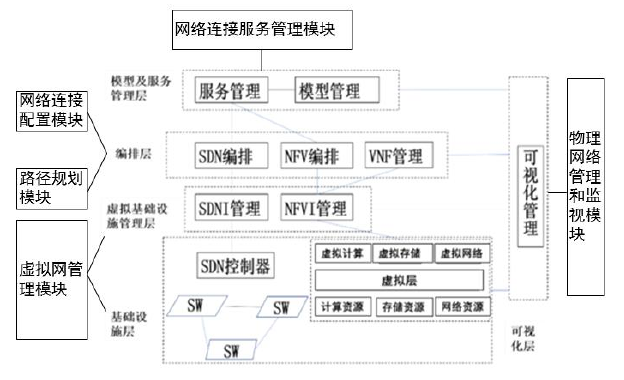 网络连接服务管理模块
模型及服务
管理层
服务管理
模型管理
网络连接
配置模块
编排层
SDN编排
NFV编排
VNF管理
路径规划
模块
虚拟基础设
施管理层
SDNI管理
NFVI管理
虚拟网管
理模块
基础设
施层
SDN控制器
SW
SW
SW
虚拟计算
虚拟存储
虚拟网络
虚拟层
计算资源
存储资源
网络资源
可视化管理
可视
化层
物理
网络
管理
和监
视模
块